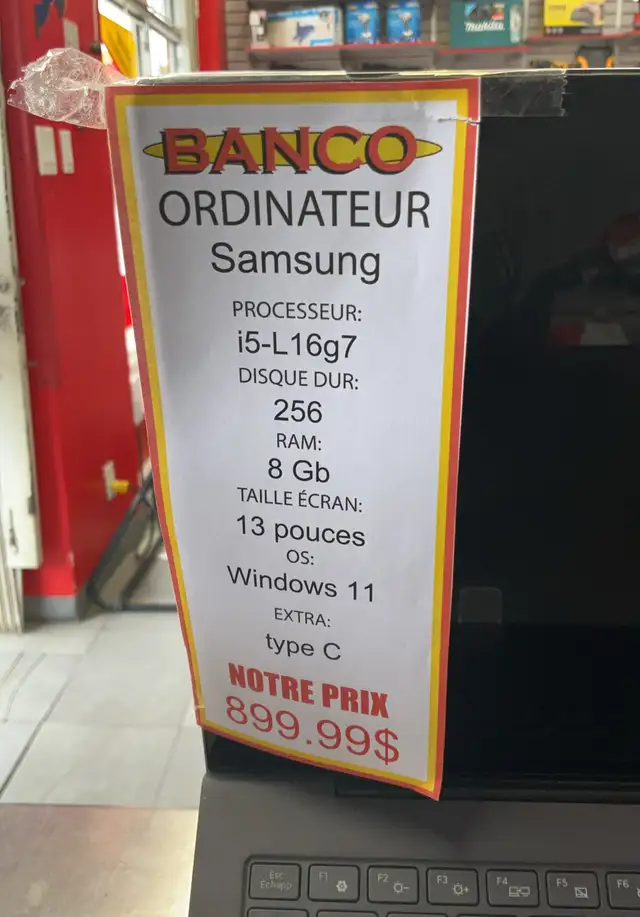 makita
BANCO
ORDINATEUR
Samsung
PROCESSEUR:
i5-L16g7
DISQUE DUR:
256
RAM:
8 Gb
TAILLE ÉCRAN:
13 pouces
OS:
Windows 11
EXTRA:
type C
NOTRE PRIX
899.99$
Esc
Échapp
F1
F2
F3
F4
F5
F6